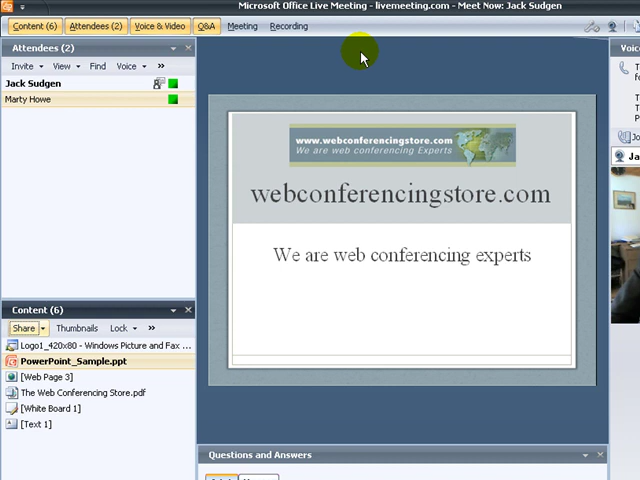 Microsoft Office Live Meeting - livemeeting.com - Meet Now: Jack Sudgen
Content (6) Attendees (2) Voice & Video Q&A Meeting Recording
Attendees (2)
Invite View Find Voice »
Jack Sudgen
Marty Howe
Content (6)
Share Thumbnails Lock »
Logo1_420x80 - Windows Picture and Fax ...
PowerPoint_Sample.ppt
[Web Page 3]
The Web Conferencing Store.pdf
[White Board 1]
[Text 1]
www.webconferencingstore.com
We are web conferencing Experts
webconferencingstore.com
We are web conferencing experts
Questions and Answers
Voic
Jo
Ja